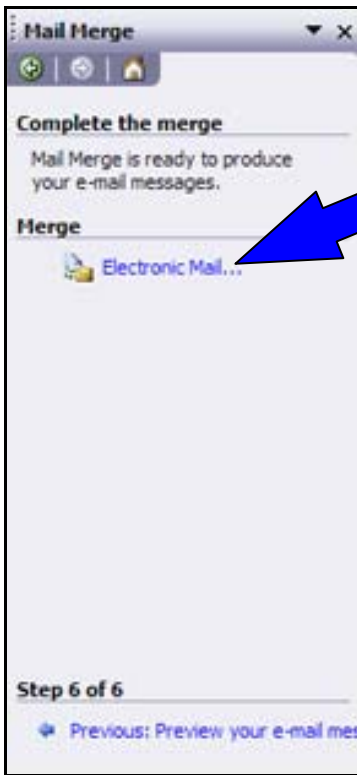 Mail Merge
Complete the merge
Mail Merge is ready to produce
your e-mail messages.
Merge
Electronic Mail...
Step 6 of 6
Previous: Preview your e-mail mes